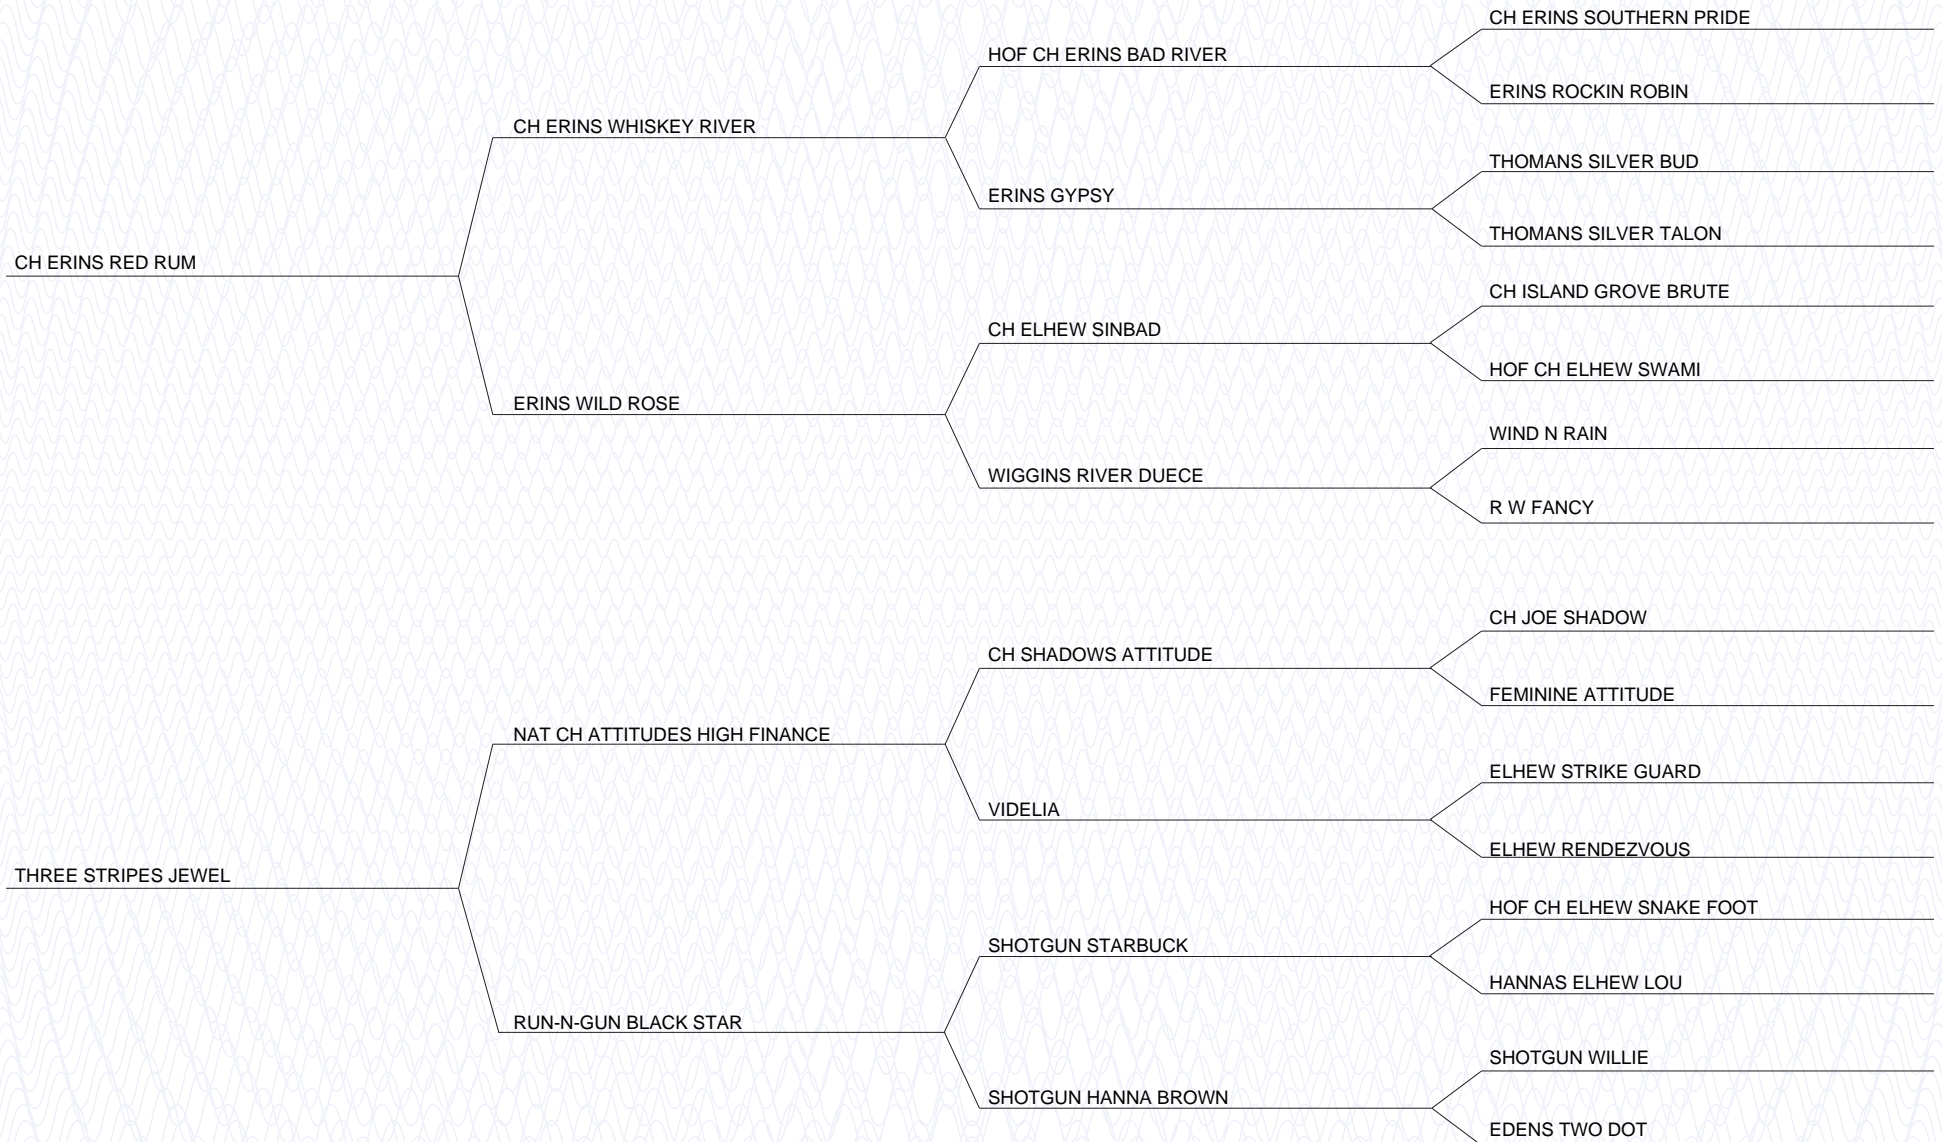 CH ERINS SOUTHERN PRIDE
HOF CH ERINS BAD RIVER
ERINS ROCKIN ROBIN
CH ERINS WHISKEY RIVER
THOMANS SILVER BUD
ERINS GYPSY
THOMANS SILVER TALON
CH ERINS RED RUM
CH ISLAND GROVE BRUTE
CH ELHEW SINBAD
HOF CH ELHEW SWAMI
ERINS WILD ROSE
WIND N RAIN
WIGGINS RIVER DUECE
R W FANCY
CH JOE SHADOW
CH SHADOWS ATTITUDE
FEMININE ATTITUDE
NAT CH ATTITUDES HIGH FINANCE
ELHEW STRIKE GUARD
VIDELIA
ELHEW RENDEZVOUS
THREE STRIPES JEWEL
HOF CH ELHEW SNAKE FOOT
SHOTGUN STARBUCK
HANNAS ELHEW LOU
RUN-N-GUN BLACK STAR
SHOTGUN WILLIE
SHOTGUN HANNA BROWN
EDENS TWO DOT